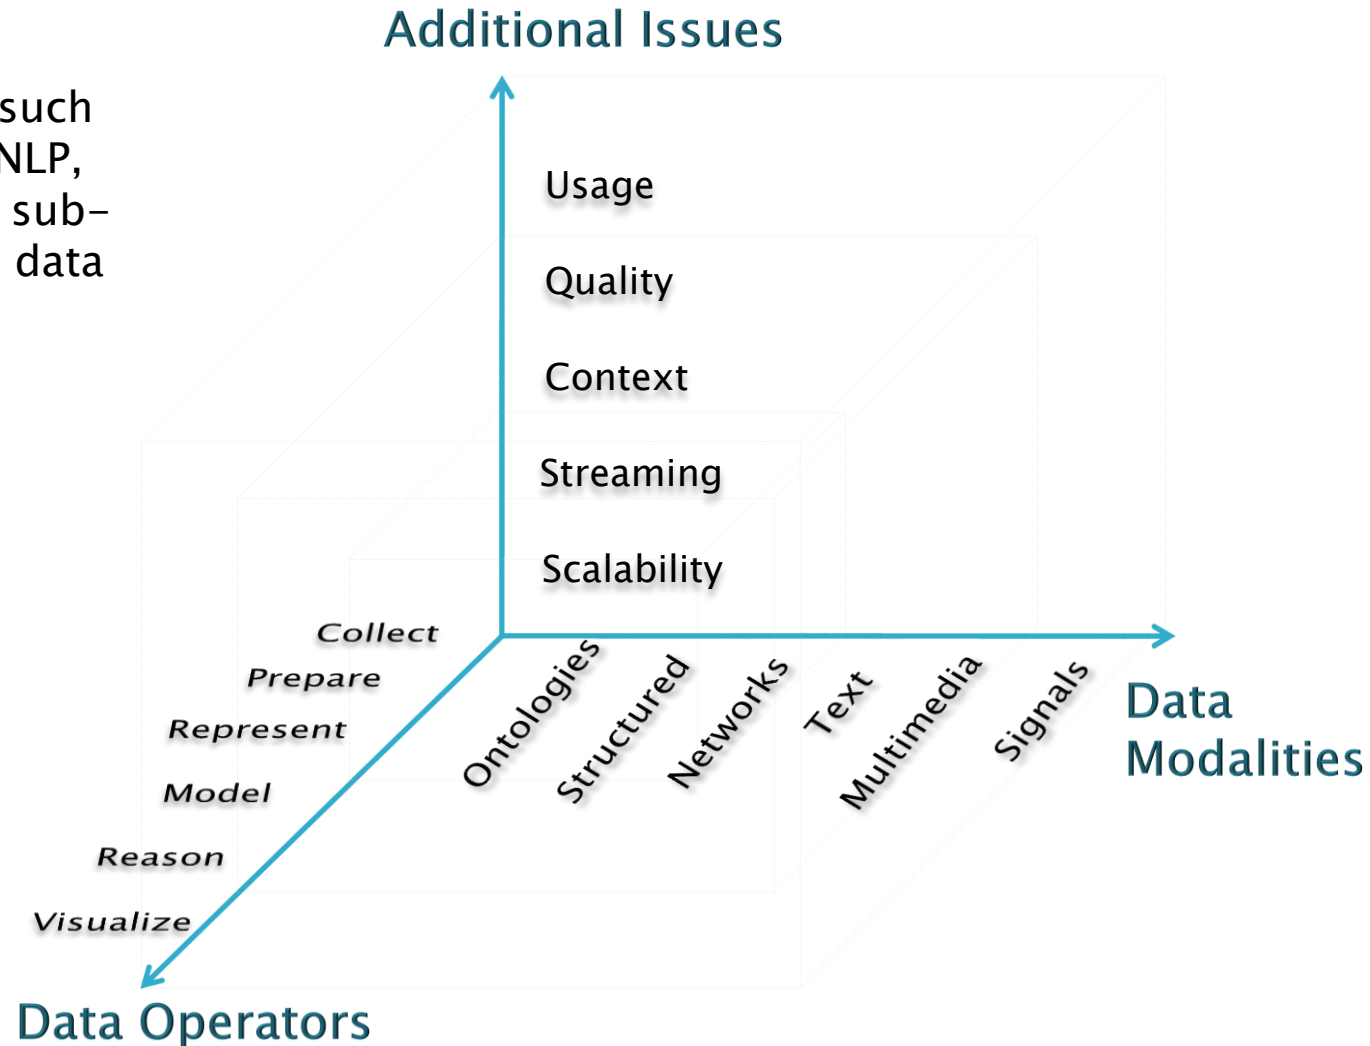 Additional Issues
such
NLP,
sub-
data
Usage
Quality
Context
Streaming
Scalability
Collect
Prepare
Represent
Model
Reason
Visualize
Data Operators
Ontologies
Structured
Networks
Text
Multimedia
Signals
Data
Modalities